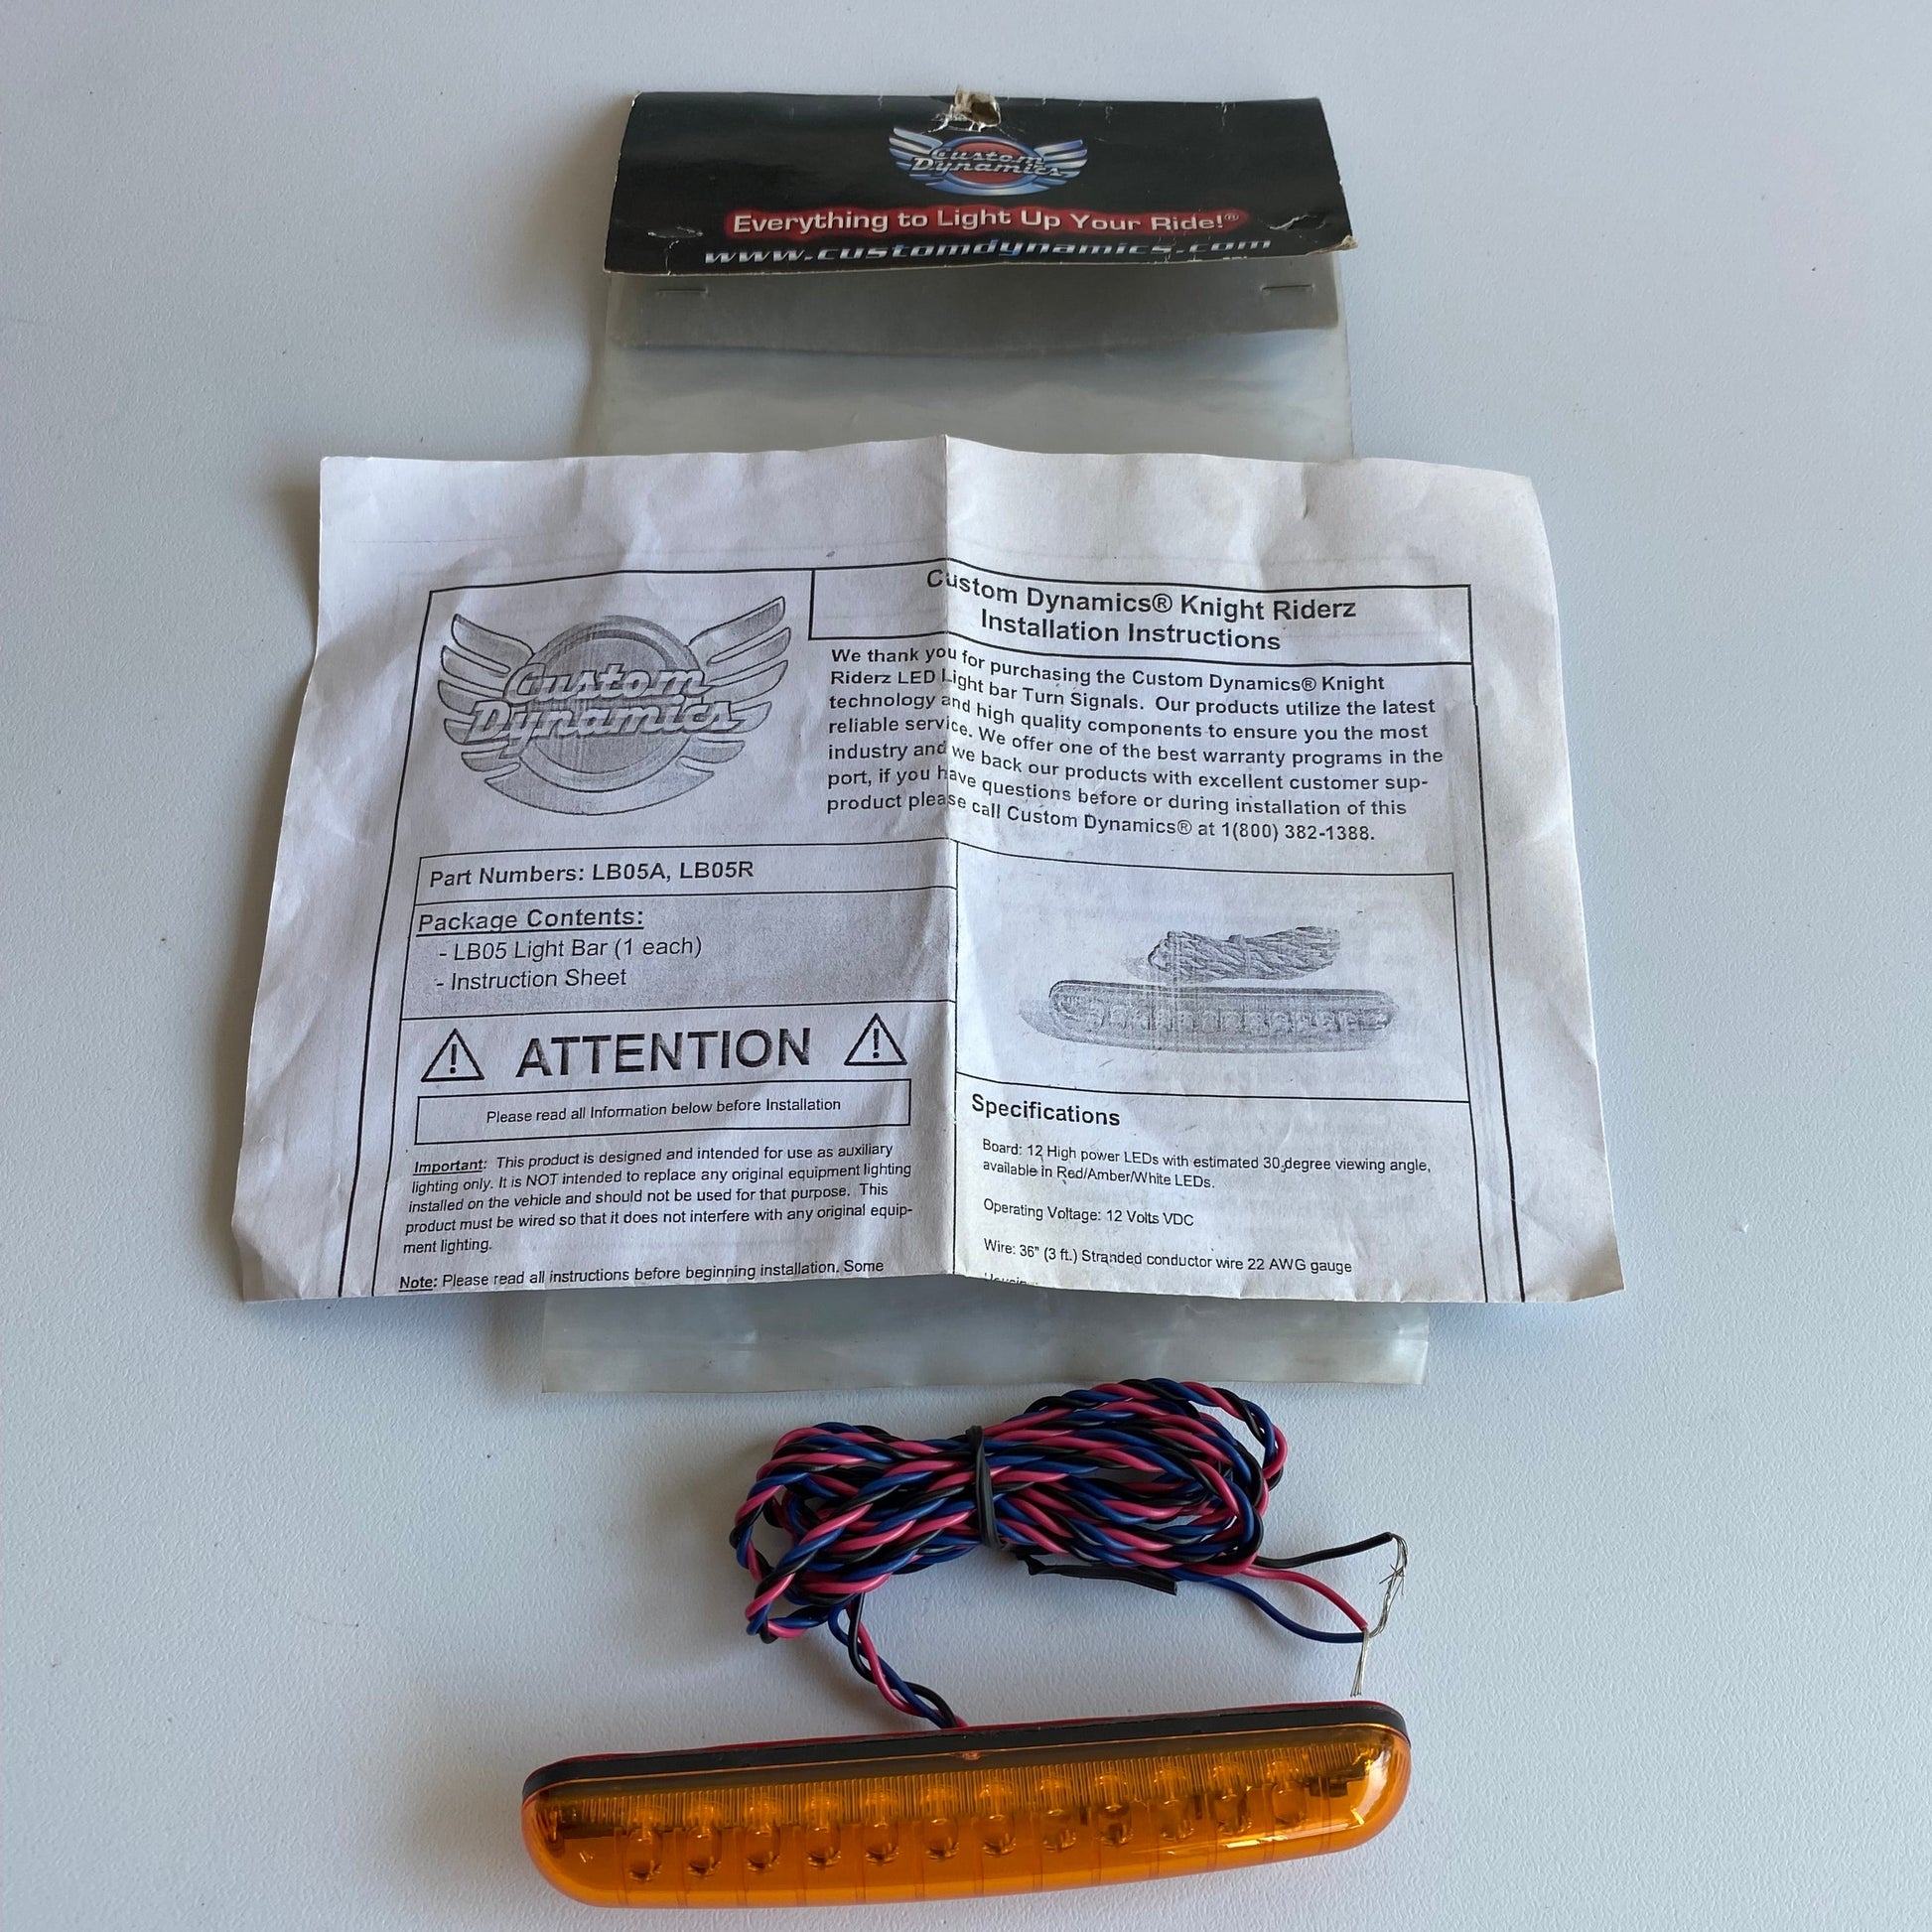 Custom
Dynamics
Everything to Light Up Your Ride!®
www.customdynamics.com
Custom
Dynamics
Custom Dynamics® Knight Riderz
Installation Instructions
We thank you for purchasing the Custom Dynamics® Knight
Riderz LED Light bar Turn Signals. Our products utilize the latest
technology and high quality components to ensure you the most
reliable service. We offer one of the best warranty programs in the
industry and we back our products with excellent customer sup-
port, if you have questions before or during installation of this
product please call Custom Dynamics® at 1(800) 382-1388.
Part Numbers: LB05A, LB05R
Package Contents:
- LB05 Light Bar (1 each)
- Instruction Sheet
ATTENTION
Please read all Information below before Installation
Important: This product is designed and intended for use as auxiliary
lighting only. It is NOT intended to replace any original equipment lighting
installed on the vehicle and should not be used for that purpose. This
product must be wired so that it does not interfere with any original equip-
ment lighting.
Note: Please read all instructions before beginning installation. Some
Specifications
Board: 12 High power LEDs with estimated 30 degree viewing angle,
available in Red/Amber/White LEDs.
Operating Voltage: 12 Volts VDC
Wire: 36" (3 ft.) Stranded conductor wire 22 AWG gauge